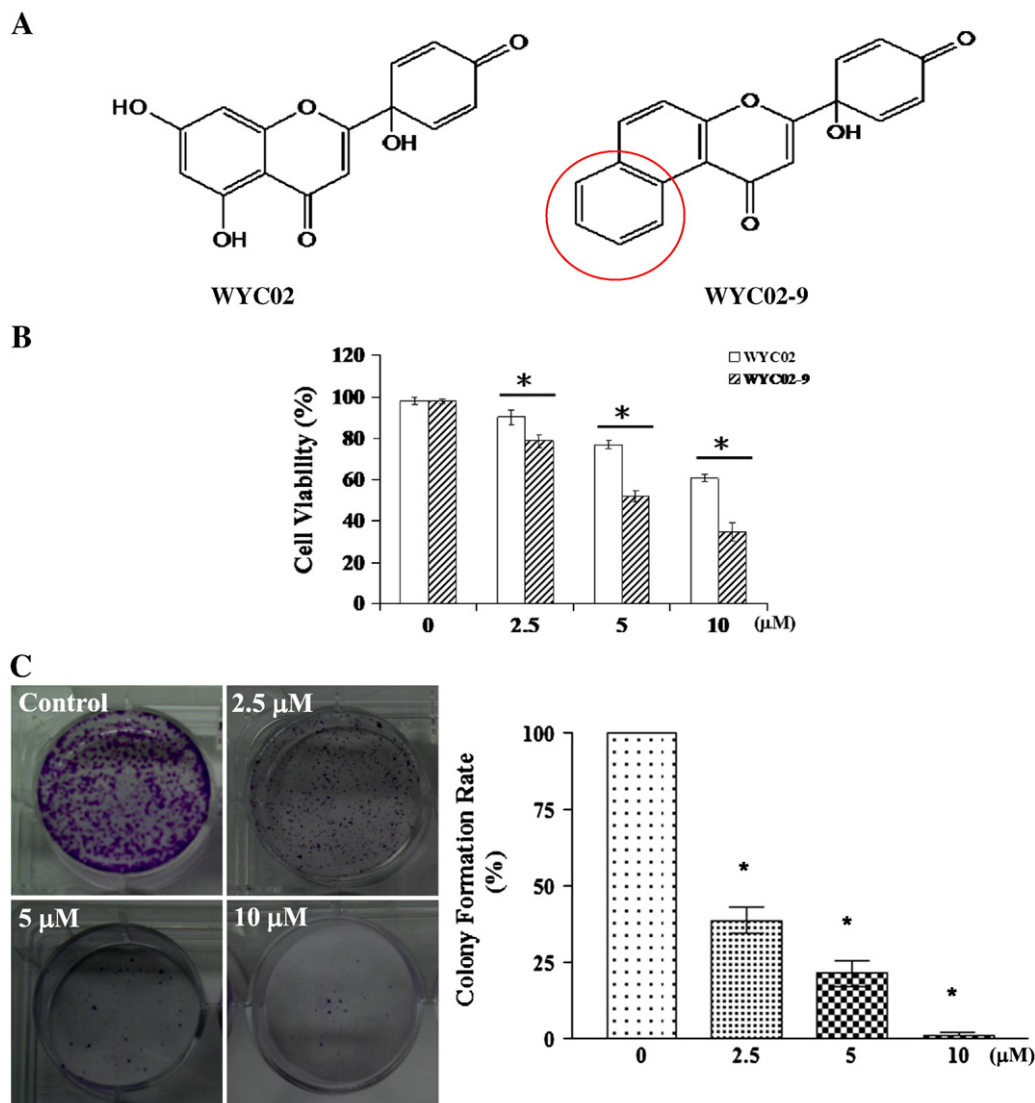 A
HO
O
OH
O
OH
O
WYC02
O
O
OH
O
WYC02-9
B
Cell Viability (%)
120
100
80
60
40
20
0
* * *
WYC02
WYC02-9
0 2.5 5 10 (μM)
C
Control
2.5 μM
5 μM
10 μM
Colony Formation Rate
(%)
100
75
50
25
0
* * *
0 2.5 5 10 (μM)